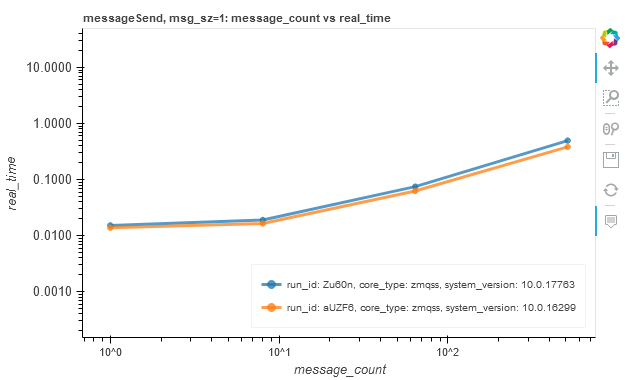 messageSend, msg_sz=1: message_count vs real_time
10.0000
1.0000
0.1000
0.0100
0.0010
real_time
run_id: Zu60n, core_type: zmqss, system_version: 10.0.17763
run_id: aUZF6, core_type: zmqss, system_version: 10.0.16299
10^0 10^1 10^2
message_count